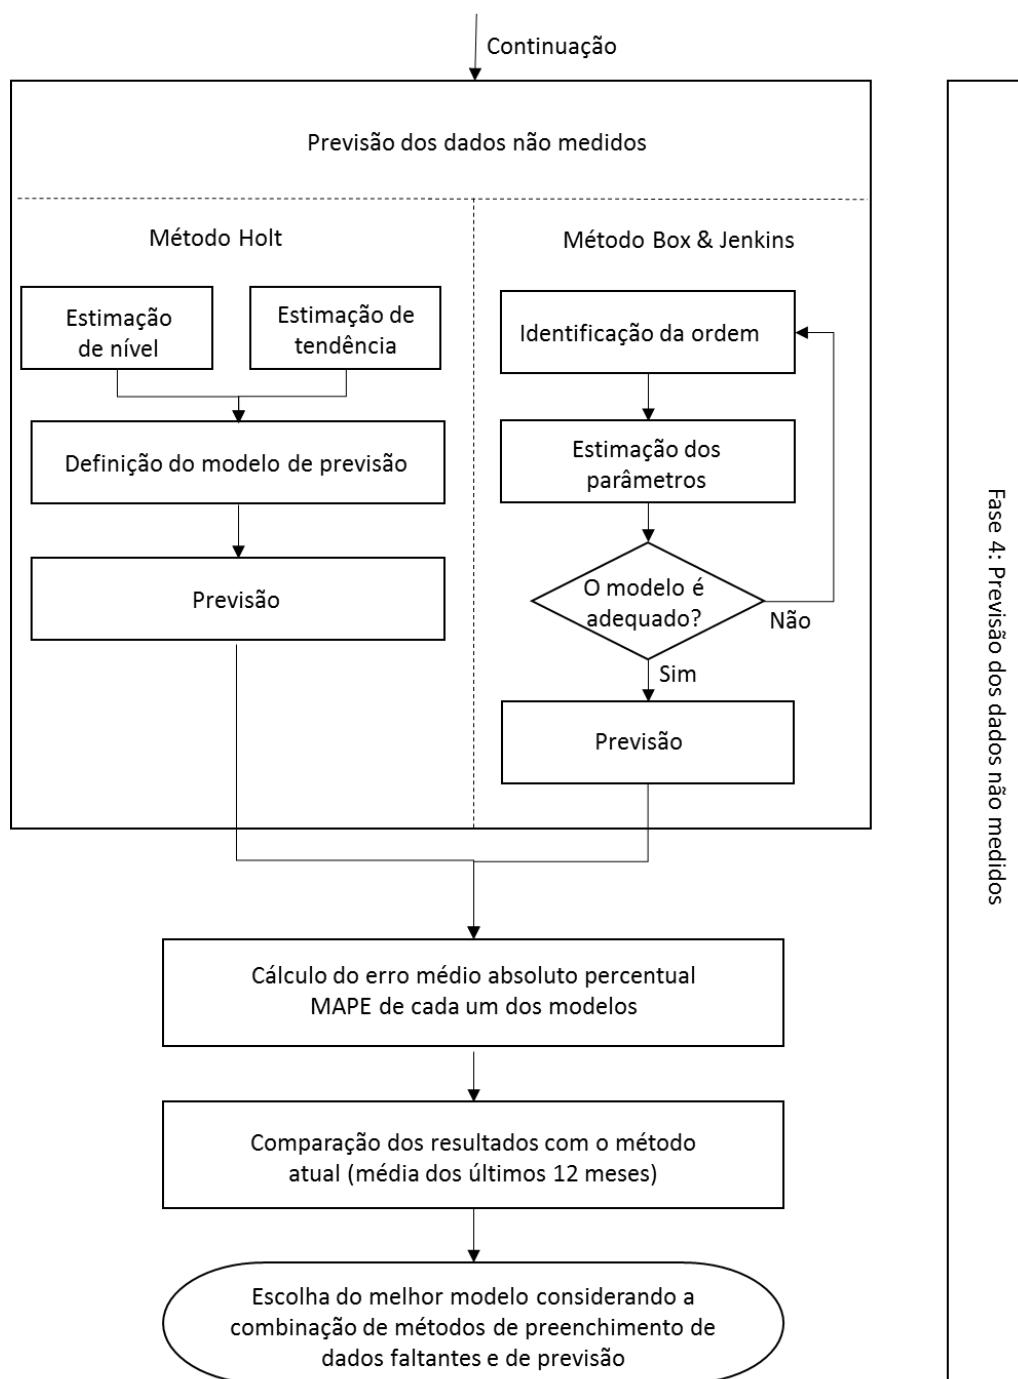 Continuação
Previsão dos dados não medidos
Método Holt
Estimação
de nível
Estimação de
tendência
Definição do modelo de previsão
Previsão
Método Box & Jenkins
Identificação da ordem
Estimação dos
parâmetros
O modelo é
adequado?
Não
Sim
Previsão
Cálculo do erro médio absoluto percentual
MAPE de cada um dos modelos
Comparação dos resultados com o método
atual (média dos últimos 12 meses)
Escolha do melhor modelo considerando a
combinação de métodos de preenchimento de
dados faltantes e de previsão
Fase 4: Previsão dos dados não medidos